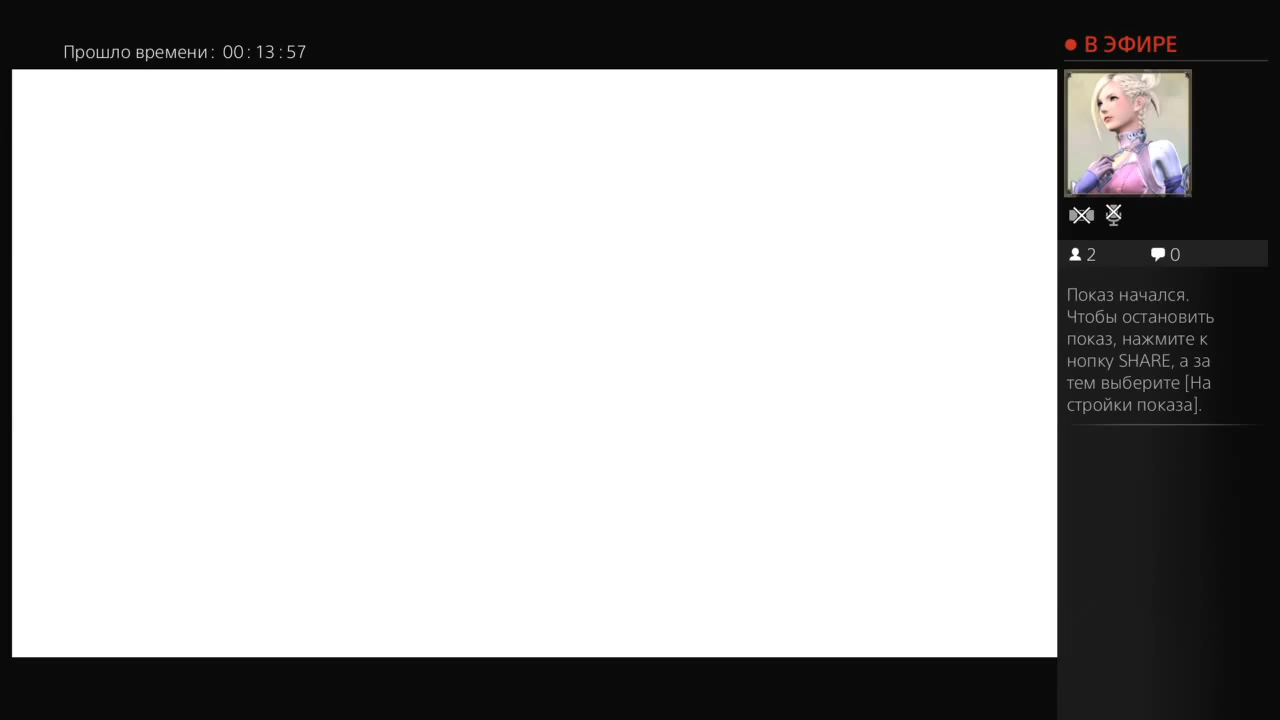 Прошло времени: 00:13:57
В ЭФИРЕ
2 0
Показ начался.
Чтобы остановить
показ, нажмите к
нопку SHARE, а за
тем выберите [На
стройки показа].